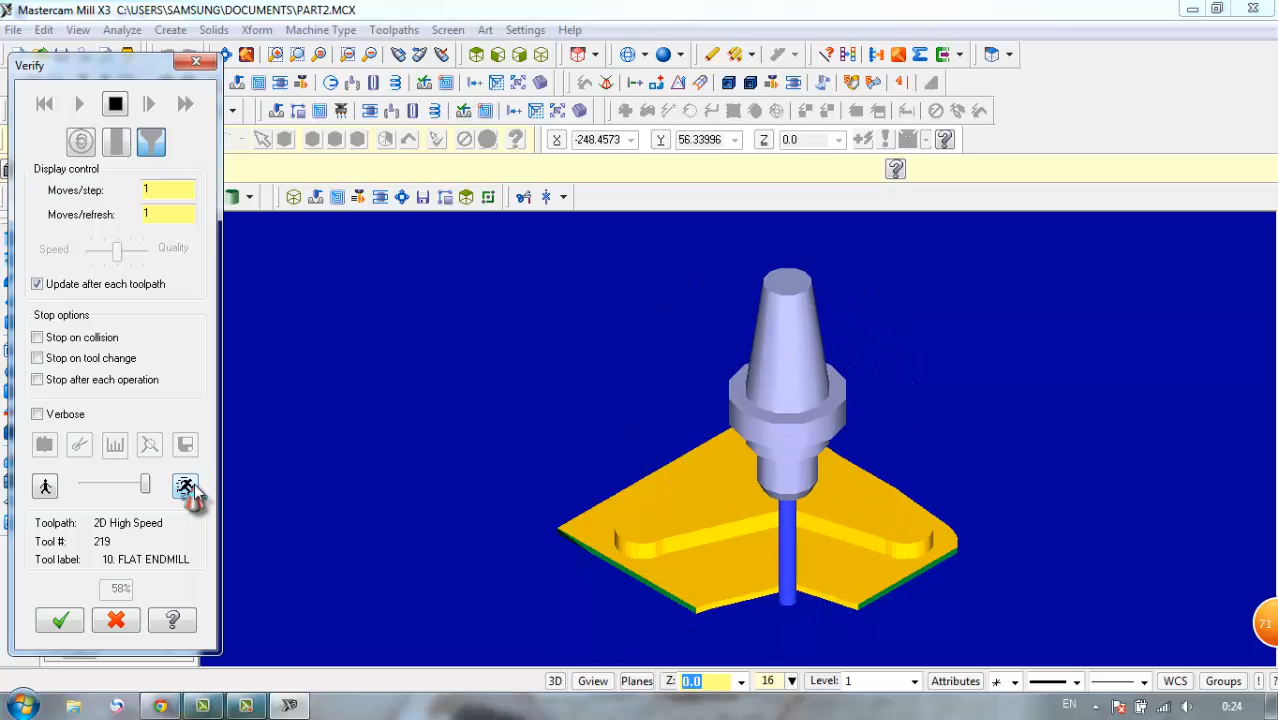 Mastercam Mill X3 C:\USERS\SAMSUNG\DOCUMENTS\PART2.MCX
File Edit View Analyze Create Solids Xform Machine Type Toolpaths Screen Art Settings Help
Verify
X -248.4573 Y 56.33996 Z 0.0
Display control
Moves/step: 1
Moves/refresh: 1
Speed Quality
Update after each toolpath
Stop options
Stop on collision
Stop on tool change
Stop after each operation
Verbose
Toolpath: 2D High Speed
Tool #: 219
Tool label: 10. FLAT ENDMILL
58%
71
3D Gview Planes Z: 0.0 16 Level: 1 Attributes WCS Groups
EN 0:24